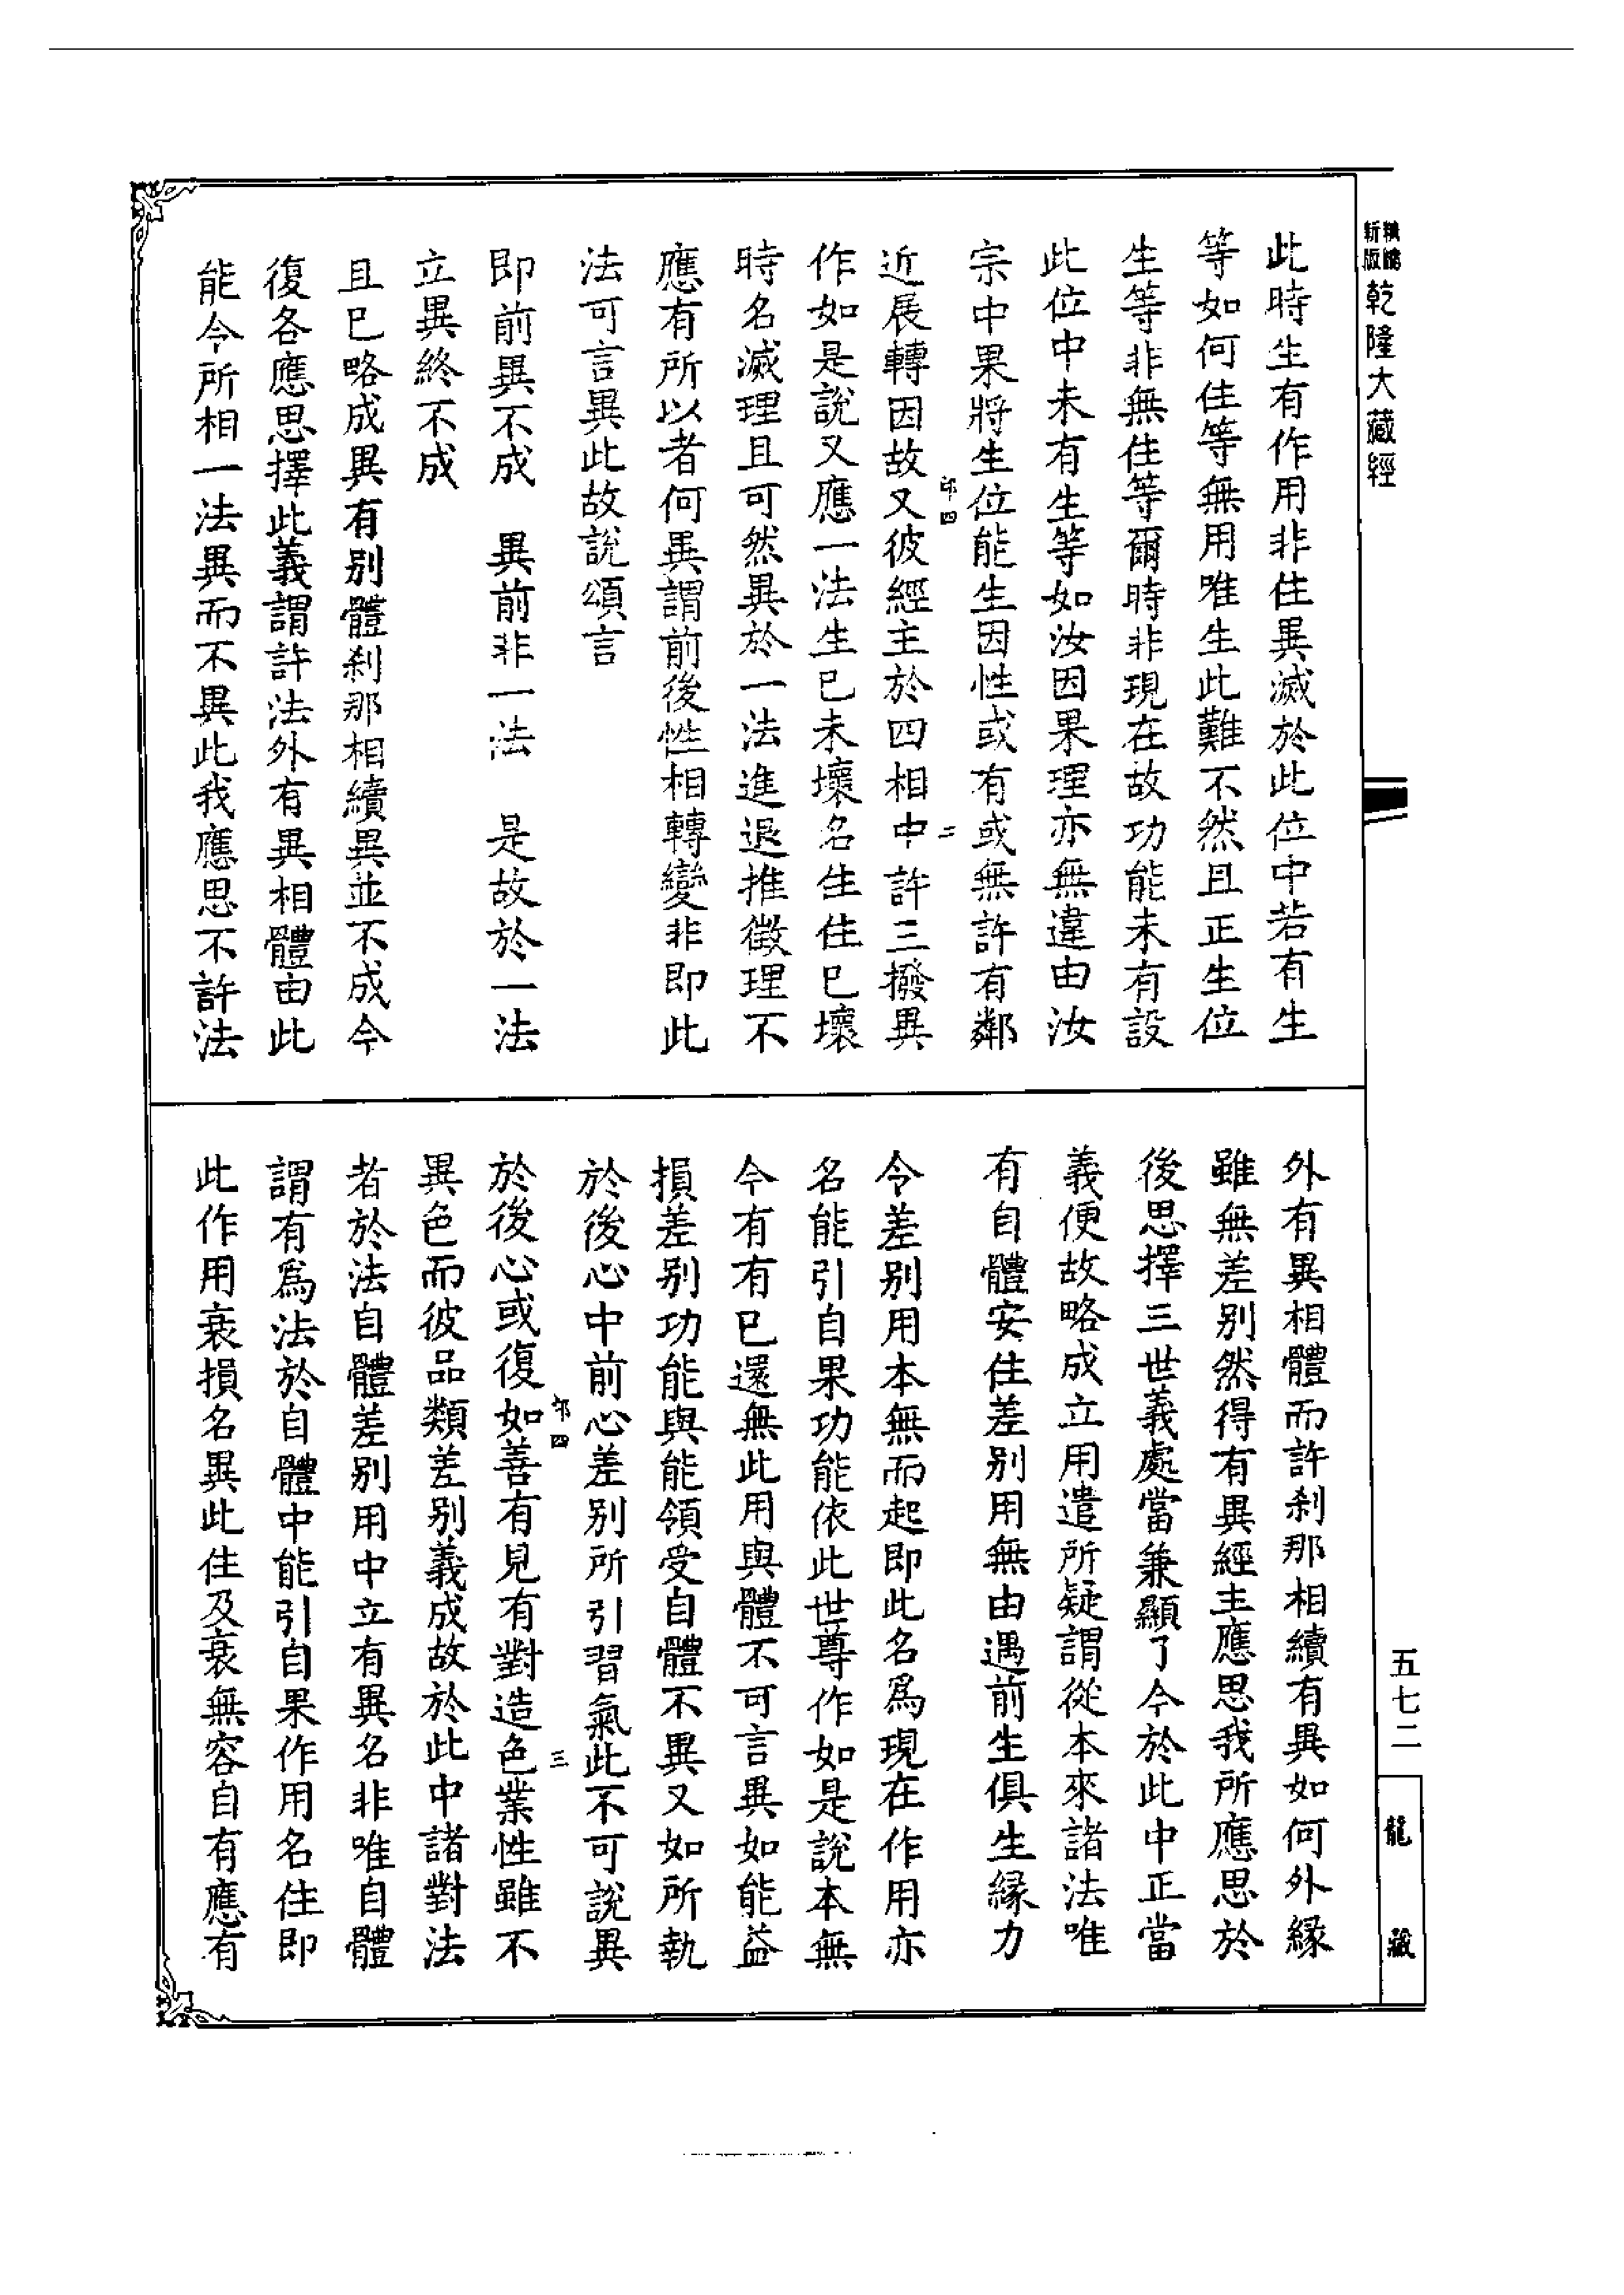 新版精縮乾隆大藏經
此時生有作用非住異滅於此位中若有生
等如何住等無用唯生此難不然且正生位
生等非無住等爾時非現在故功能未有設
此位中未有生等如汝因果理亦無違由汝
宗中果將生位能生因性或有或無許有鄰
近展轉因故又彼經主於四相中許三撥異
作如是說又應一法生已未壞名生住已壞
時名滅理且可然異於一法進退推徵理不
應有所以者何異謂前後性相轉變非即此
法可言異此故說頌言
即前異不成　異前非一法　是故於一法
立異終不成
且已略成異有別體剎那相續異並不成今
復各應思擇此義謂許法外有異相體由此
能令所相一法異而不異此我應思不許法
外有異相體而許剎那相續有異如何外緣
雖無差別然得有異經主應思我所應思於
後思擇三世義處當兼顯了今於此中正當
義便故略成立用遣所疑謂從本來諸法唯
有自體安住差別用無由遇前生俱生緣力
令差別用本無而起即此名為現在作用亦
名能引自果功能依此世尊作如是說本無
今有有已還無此用與體不可言異如能益
損差別功能與能領受自體不異又如所執
於後心中前心差別所引習氣此不可說異
於後心或復如善有見有對造色業性雖不
異色而彼品類差別義成故於此中諸對法
者於法自體差別用中立有異名非唯自體
謂有為法於自體中能引自果作用名住即
此作用衰損名異此住及衰無容自有應有
五七二
龍藏